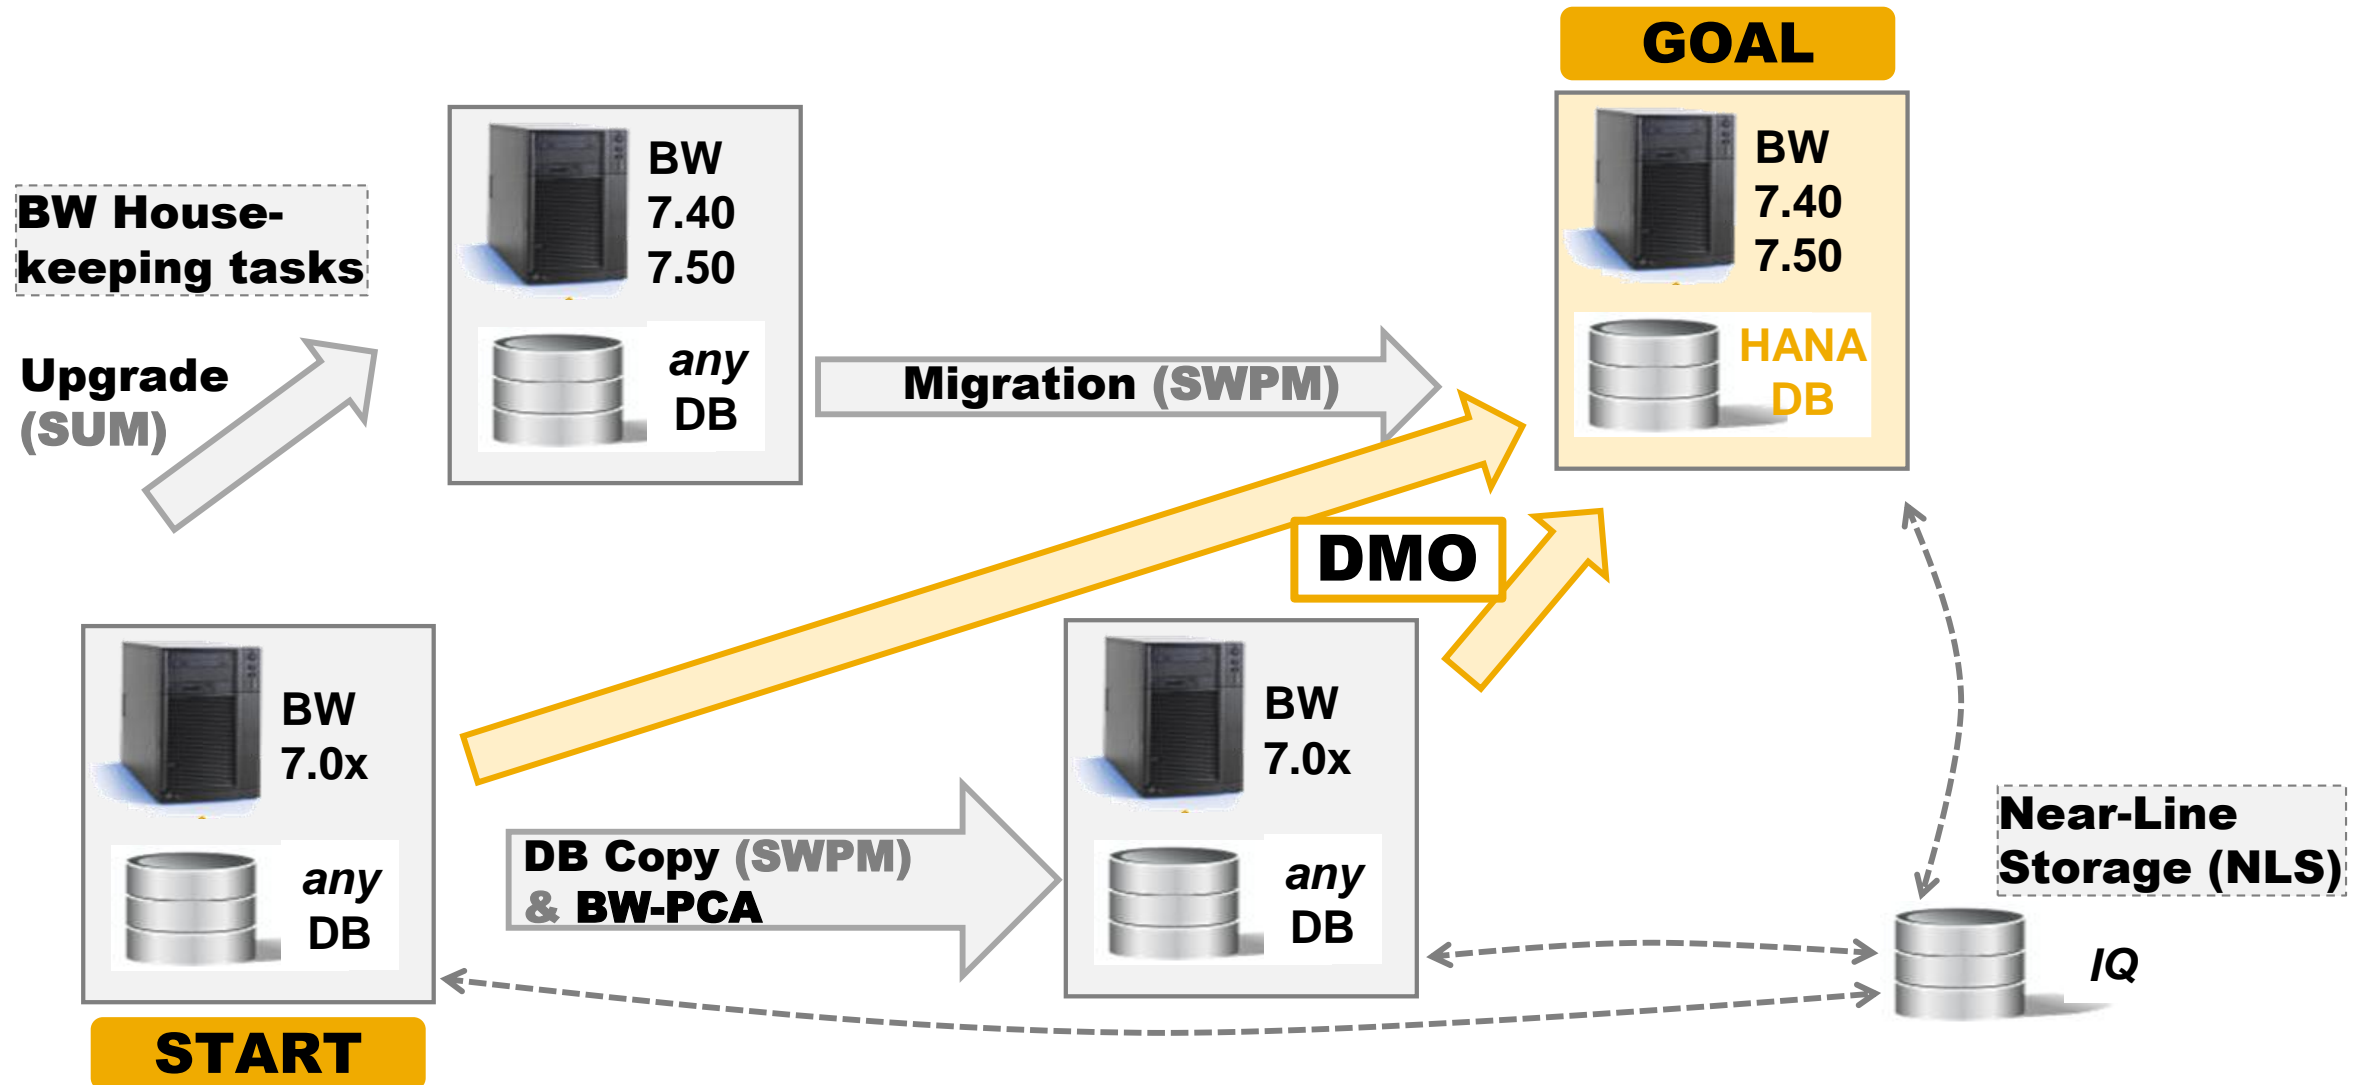 GOAL
BW
7.40
7.50
HANA
DB
BW
7.40
7.50
any
DB
BW House-
keeping tasks
Upgrade
(SUM)
Migration (SWPM)
DMO
BW
7.0x
any
DB
START
DB Copy (SWPM)
& BW-PCA
BW
7.0x
any
DB
Near-Line
Storage (NLS)
IQ